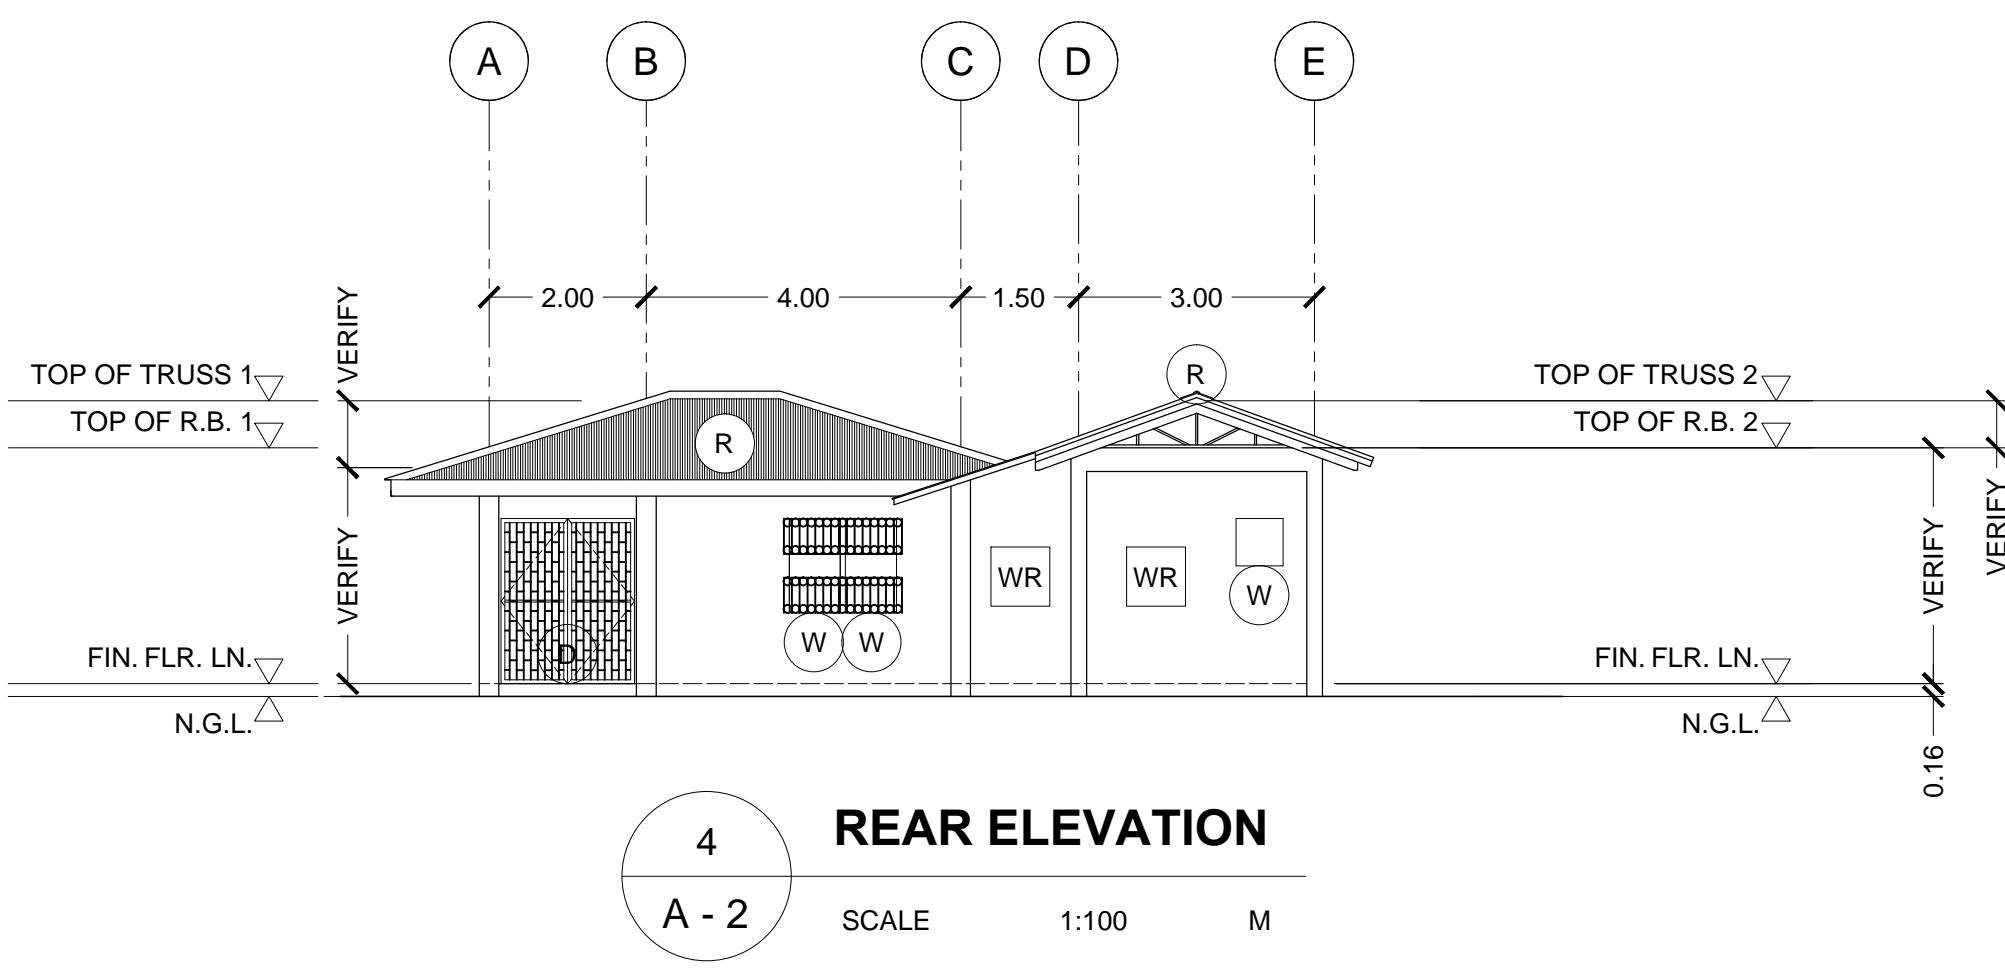 A B C D E
2.00 4.00 1.50 3.00
VERIFY
TOP OF TRUSS 1
TOP OF R.B. 1
R
R
TOP OF TRUSS 2
TOP OF R.B. 2
VERIFY
VERIFY
VERIFY
WR
WR
W
W W
D
FIN. FLR. LN.
N.G.L.
FIN. FLR. LN.
N.G.L.
0.16
4
A - 2
REAR ELEVATION
SCALE 1:100 M